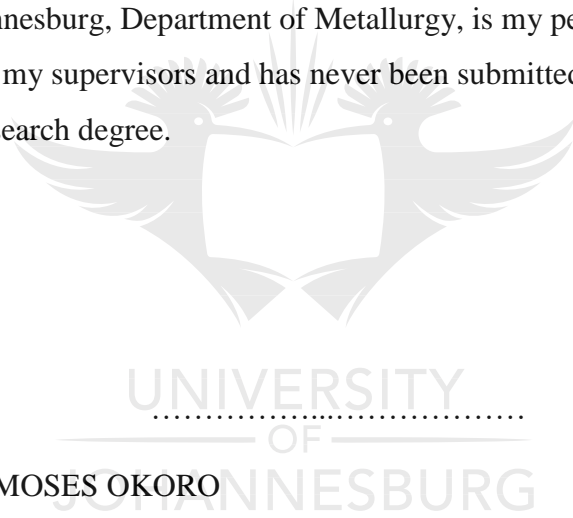 nnesburg, Department of Metallurgy, is my pe
my supervisors and has never been submitted
search degree.
UNIVERSITY
……………...………………
OF
MOSES OKORO
JOHANNESBURG